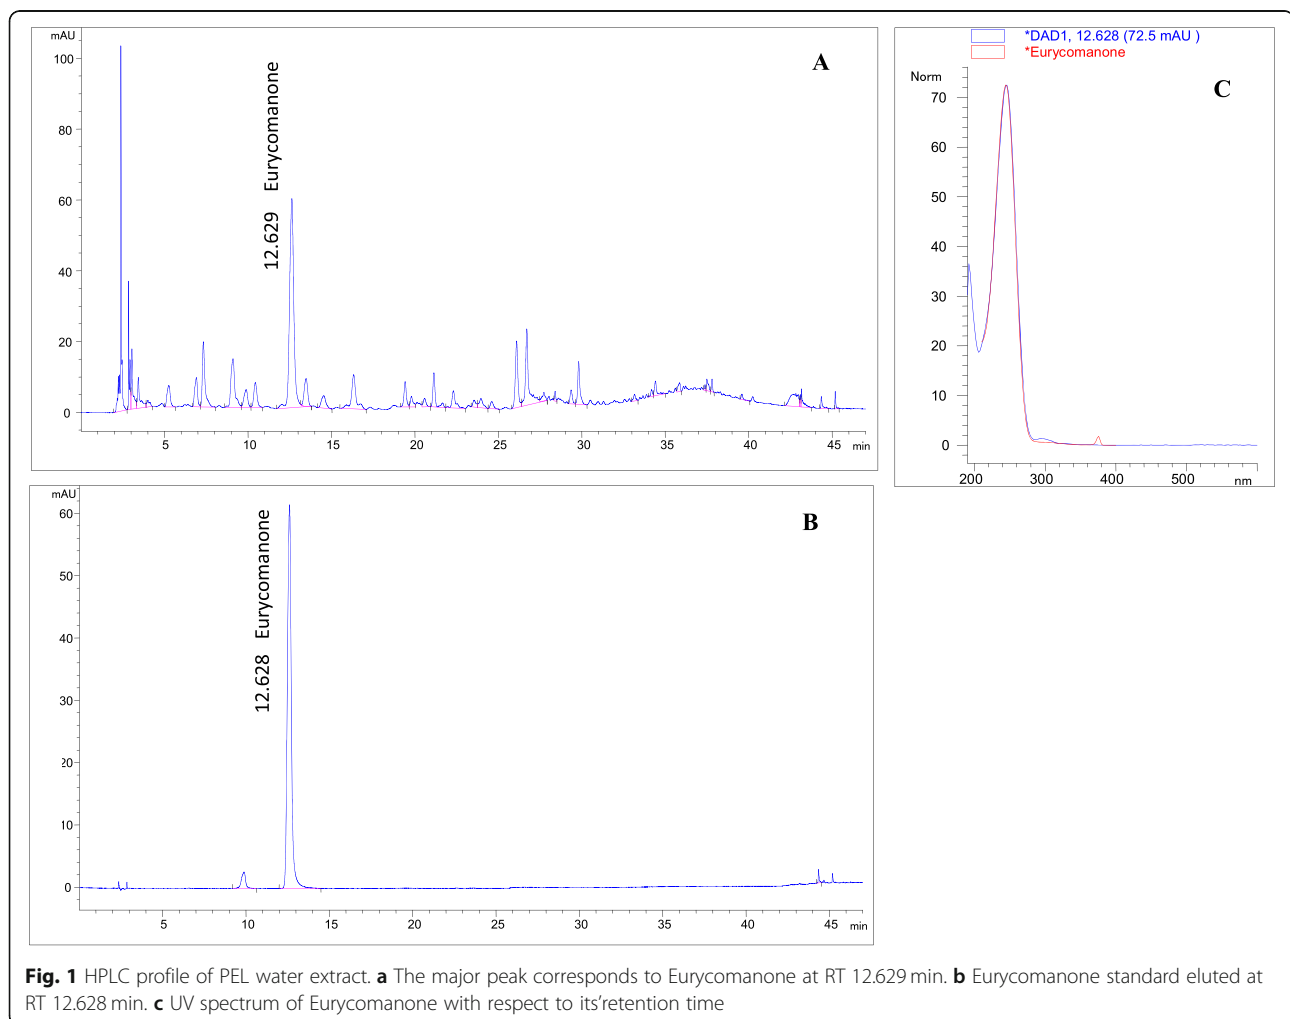 mAU
A
100
80
60
40
20
0
12.629 Eurycomanone
5 10 15 20 25 30 35 40 45 min
*DAD1, 12.628 (72.5 mAU )
*Eurycomanone
Norm
C
70
60
50
40
30
20
10
0
200 300 400 500 nm
mAU
B
60
50
40
30
20
10
0
12.628 Eurycomanone
5 10 15 20 25 30 35 40 45 min
Fig. 1 HPLC profile of PEL water extract. a The major peak corresponds to Eurycomanone at RT 12.629 min. b Eurycomanone standard eluted at
RT 12.628 min. c UV spectrum of Eurycomanone with respect to its'retention time